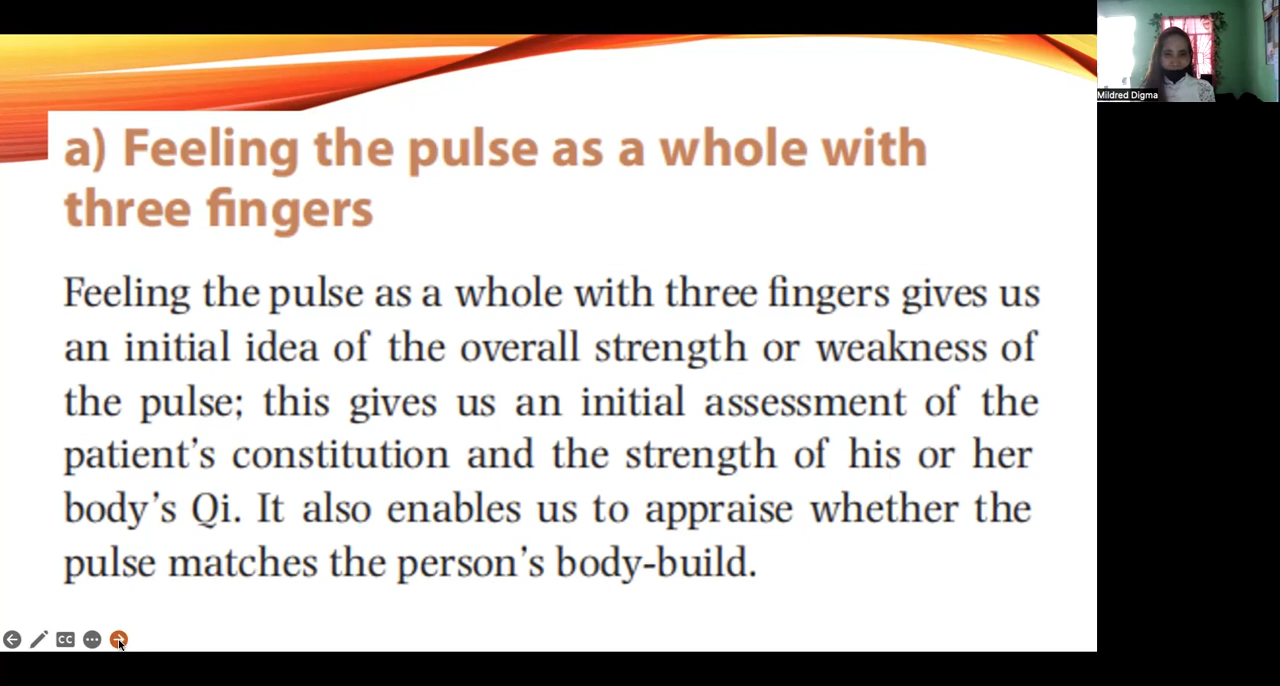 a) Feeling the pulse as a whole with
three fingers
Feeling the pulse as a whole with three fingers gives us
an initial idea of the overall strength or weakness of
the pulse; this gives us an initial assessment of the
patient's constitution and the strength of his or her
body's Qi. It also enables us to appraise whether the
pulse matches the person's body-build.
CC
Mildred Digma